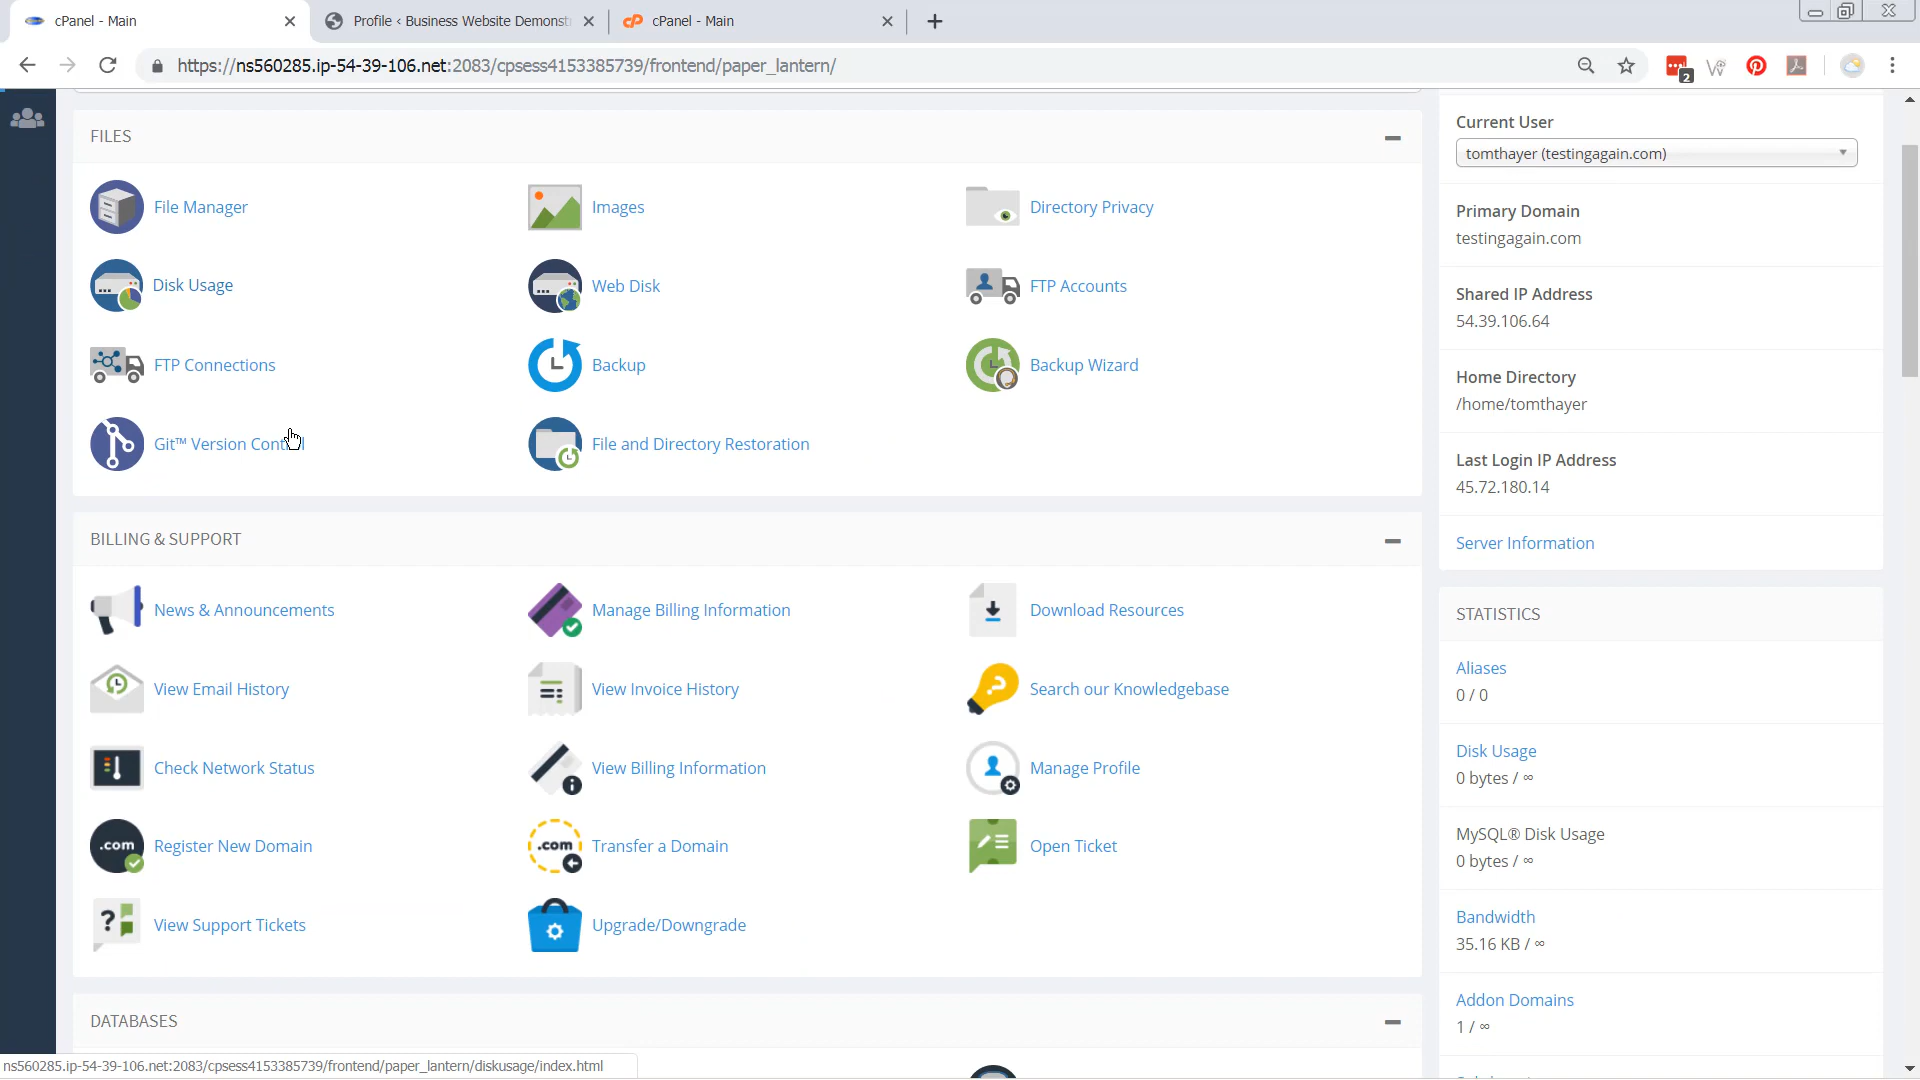 cPanel - Main
Profile ‹ Business Website Demonst
cPanel - Main
https://ns560285.ip-54-39-106.net:2083/cpsess4153385739/frontend/paper_lantern/
2
FILES
File Manager
Images
Directory Privacy
Disk Usage
Web Disk
FTP Accounts
FTP Connections
Backup
Backup Wizard
Git™ Version Control
File and Directory Restoration
BILLING & SUPPORT
News & Announcements
Manage Billing Information
Download Resources
View Email History
View Invoice History
Search our Knowledgebase
Check Network Status
View Billing Information
Manage Profile
.com
Register New Domain
.com
Transfer a Domain
Open Ticket
View Support Tickets
Upgrade/Downgrade
DATABASES
Current User
tomthayer (testingagain.com)
Primary Domain
testingagain.com
Shared IP Address
54.39.106.64
Home Directory
/home/tomthayer
Last Login IP Address
45.72.180.14
Server Information
STATISTICS
Aliases
0 / 0
Disk Usage
0 bytes / ∞
MySQL® Disk Usage
0 bytes / ∞
Bandwidth
35.16 KB / ∞
Addon Domains
1 / ∞
ns560285.ip-54-39-106.net:2083/cpsess4153385739/frontend/paper_lantern/diskusage/index.html